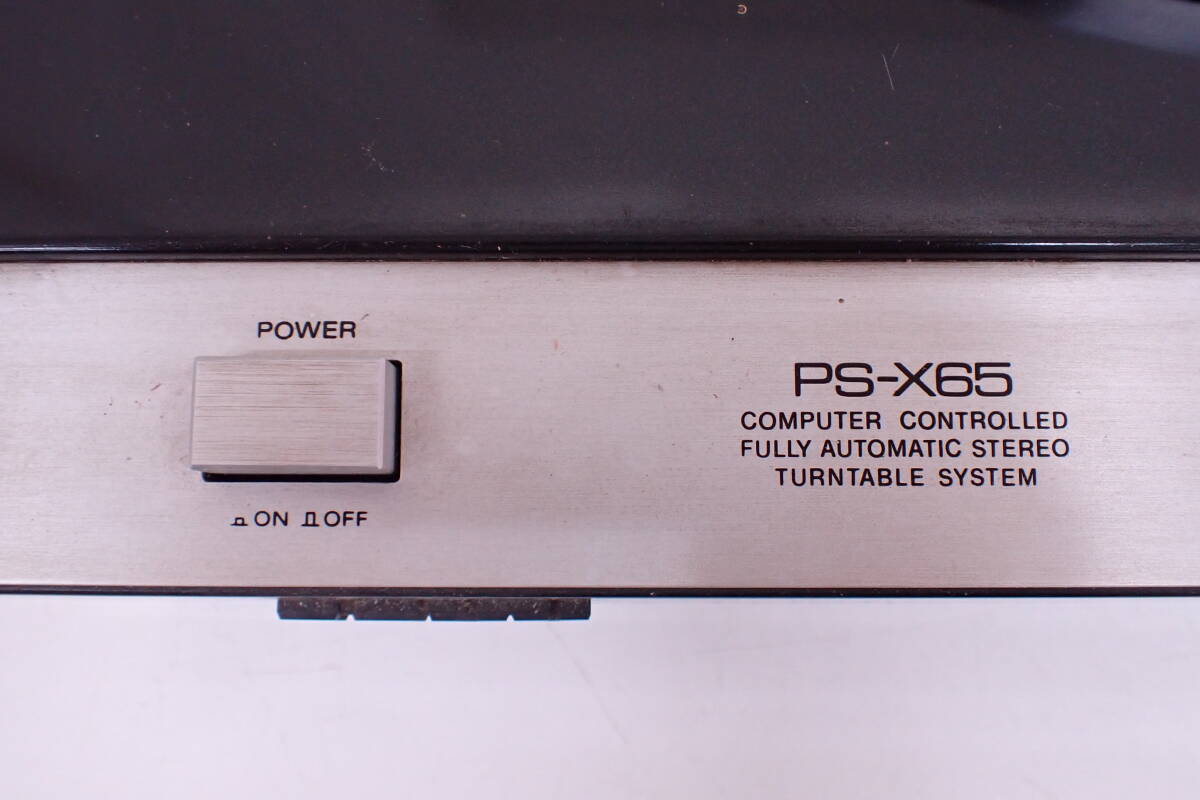 POWER
ON OFF
PS-X65
COMPUTER CONTROLLED
FULLY AUTOMATIC STEREO
TURNTABLE SYSTEM